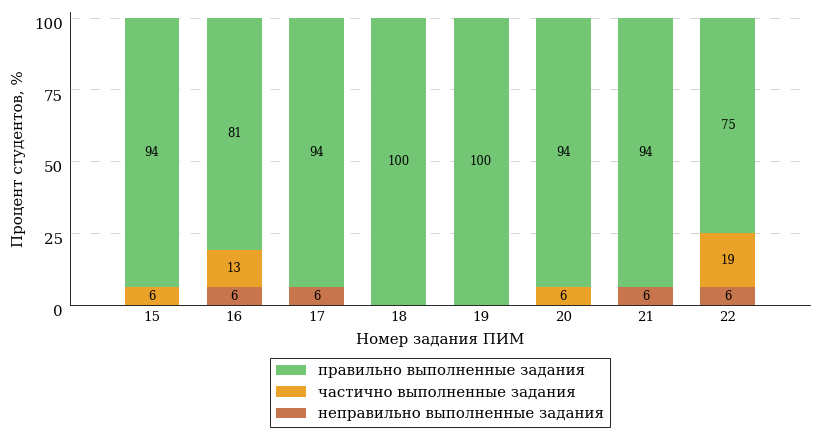 100
75
50
25
0
Процент студентов, %
94 81 94 100 100 94 94 75
6 13 6 6 19
6 6 6
15 16 17 18 19 20 21 22
Номер задания ПИМ
правильно выполненные задания
частично выполненные задания
неправильно выполненные задания